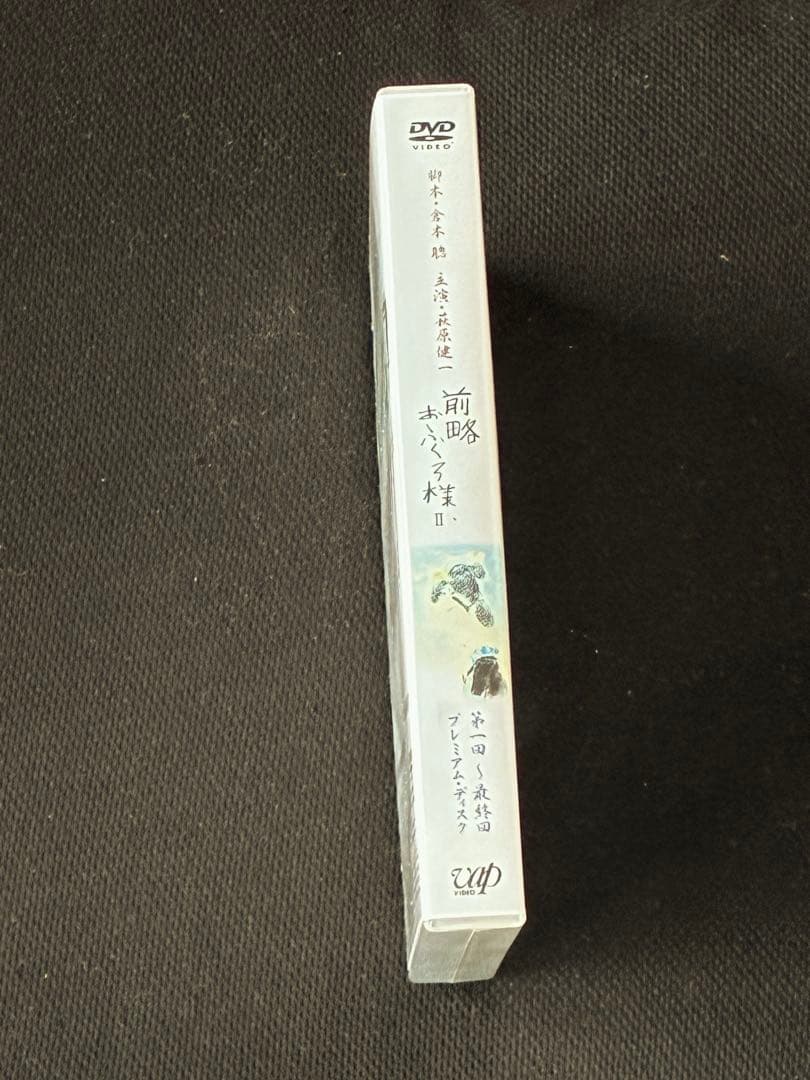 DVD
VIDEO
脚本・倉本 聰 主演・萩原健一
前略
おふくろ様
II
第一回〜最終回
プレミアム・ディスク
vap
VIDEO